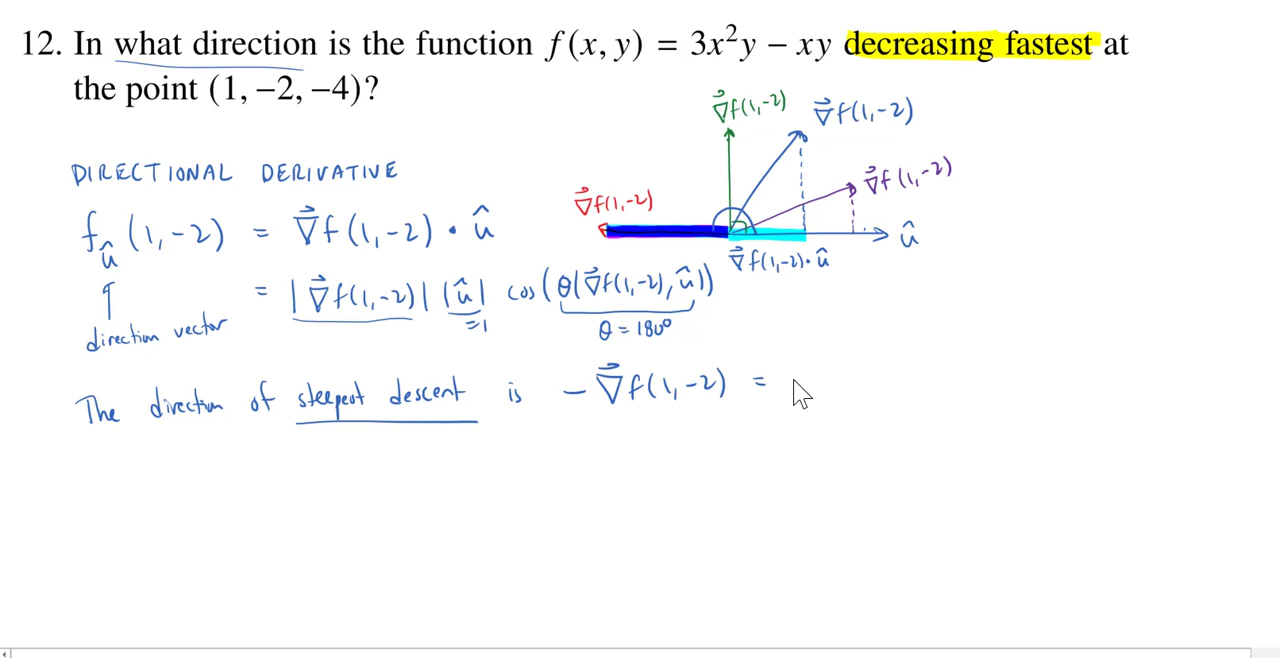 12. In what direction is the function f(x, y) = 3x²y − xy decreasing fastest at
the point (1, −2, −4)?
∇⃗f(1,-2)
∇⃗f(1,-2)
∇⃗f(1,-2)
∇⃗f(1,-2)
û
∇⃗f(1,-2)·û
DIRECTIONAL DERIVATIVE
f_û (1,-2) = ∇⃗f(1,-2) · û
= |∇⃗f(1,-2)| |û| cos(θ(∇⃗f(1,-2), û))
=1
θ = 180°
direction vector
The direction of steepest descent is − ∇⃗f(1,-2) =